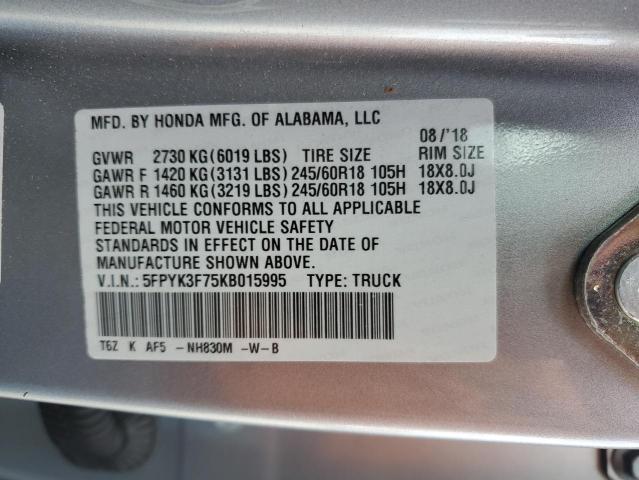 MFD. BY HONDA MFG. OF ALABAMA, LLC
08/'18
GVWR 2730 KG(6019 LBS) TIRE SIZE RIM SIZE
GAWR F 1420 KG(3131 LBS)245/60R18 105H 18X8.0J
GAWR R 1460 KG(3219 LBS)245/60R18 105H 18X8.0J
THIS VEHICLE CONFORMS TO ALL APPLICABLE
FEDERAL MOTOR VEHICLE SAFETY
STANDARDS IN EFFECT ON THE DATE OF
MANUFACTURE SHOWN ABOVE.
V.I.N.: 5FPYK3F75KB015995 TYPE: TRUCK
T6Z K AF5 -NH830M -W-B